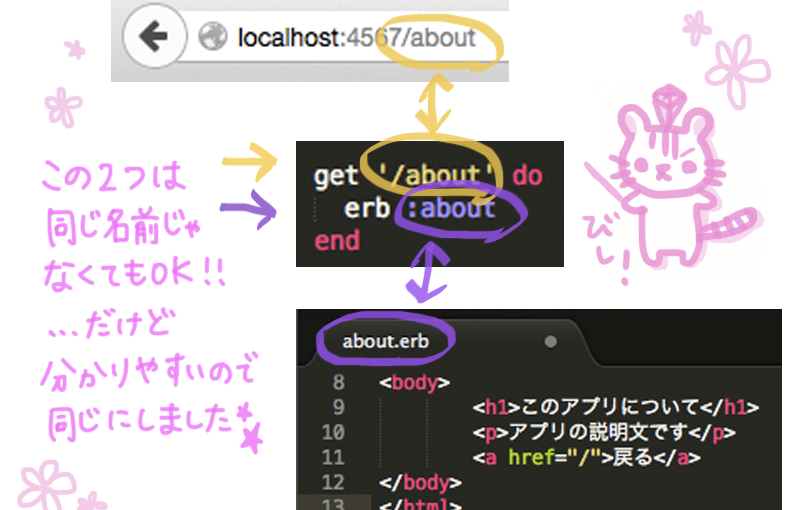 localhost:4567/about
get '/about' do
erb :about
end
この2つは
同じ名前じゃ
なくてもOK!!
...だけど
分かりやすいので
同じにしました
びし!
about.erb
8 <body>
9 <h1>このアプリについて</h1>
10 <p>アプリの説明文です</p>
11 <a href="/">戻る</a>
12 </body>
13 </html>